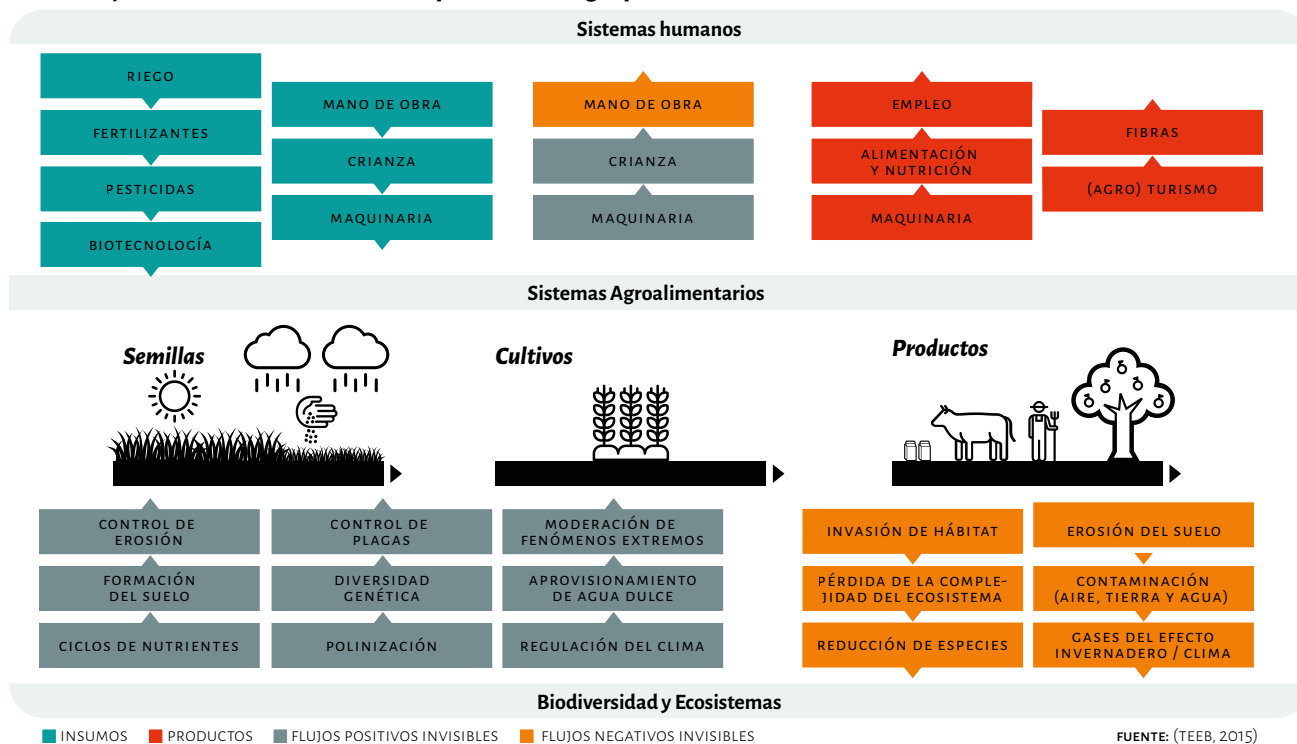 Sistemas humanos
RIEGO
FERTILIZANTES
PESTICIDAS
BIOTECNOLOGÍA
MANO DE OBRA
CRIANZA
MAQUINARIA
MANO DE OBRA
CRIANZA
MAQUINARIA
EMPLEO
ALIMENTACIÓN
Y NUTRICIÓN
MAQUINARIA
FIBRAS
(AGRO) TURISMO
Sistemas Agroalimentarios
Semillas
Cultivos
Productos
CONTROL DE
EROSIÓN
FORMACIÓN
DEL SUELO
CICLOS DE NUTRIENTES
CONTROL DE
PLAGAS
DIVERSIDAD
GENÉTICA
POLINIZACIÓN
MODERACIÓN DE
FENÓMENOS EXTREMOS
APROVISIONAMIENTO
DE AGUA DULCE
REGULACIÓN DEL CLIMA
INVASIÓN DE HÁBITAT
PÉRDIDA DE LA COMPLE-
JIDAD DEL ECOSISTEMA
REDUCCIÓN DE ESPECIES
EROSIÓN DEL SUELO
CONTAMINACIÓN
(AIRE, TIERRA Y AGUA)
GASES DEL EFECTO
INVERNADERO / CLIMA
Biodiversidad y Ecosistemas
INSUMOS
PRODUCTOS
FLUJOS POSITIVOS INVISIBLES
FLUJOS NEGATIVOS INVISIBLES
FUENTE: (TEEB, 2015)